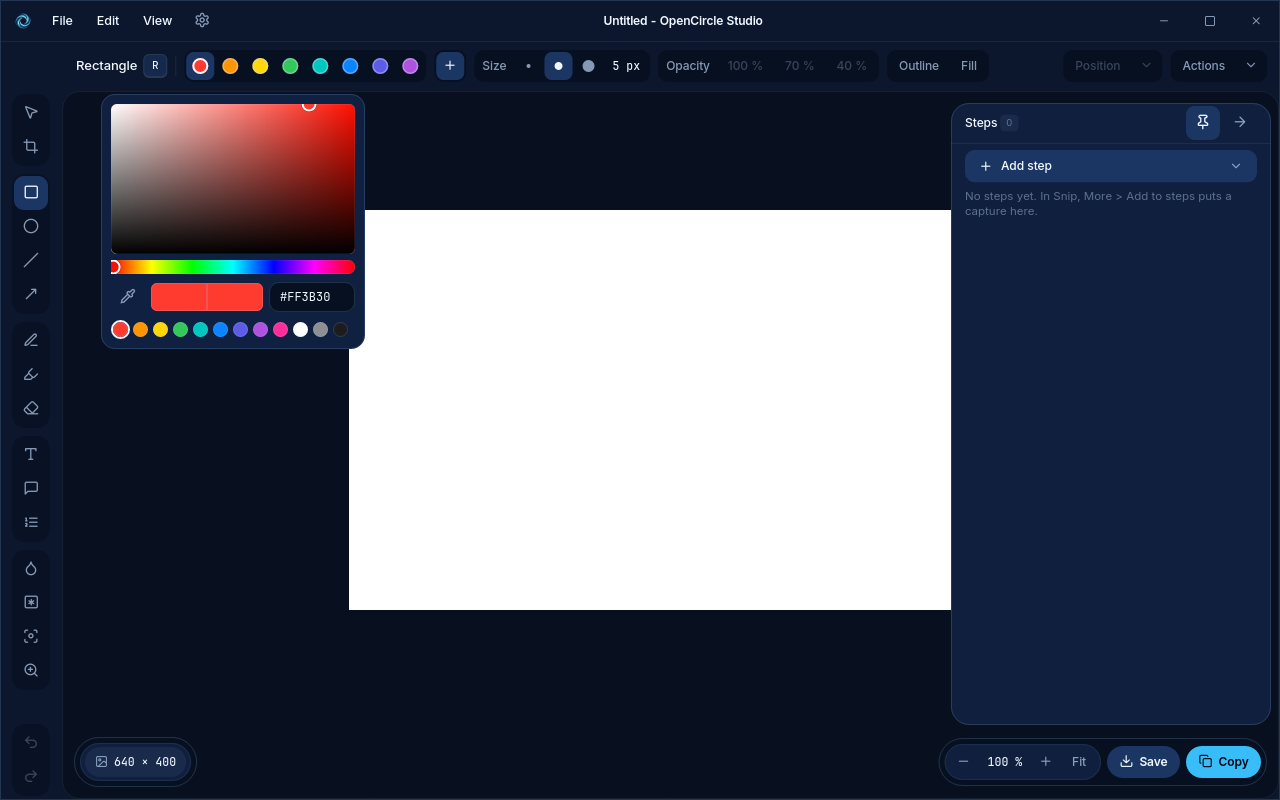 File Edit View Untitled - OpenCircle Studio
Rectangle R Size 5 px Opacity 100 % 70 % 40 % Outline Fill Position Actions
Steps 0
Add step
No steps yet. In Snip, More > Add to steps puts a
capture here.
#FF3B30
640 × 400
100 % Fit Save Copy